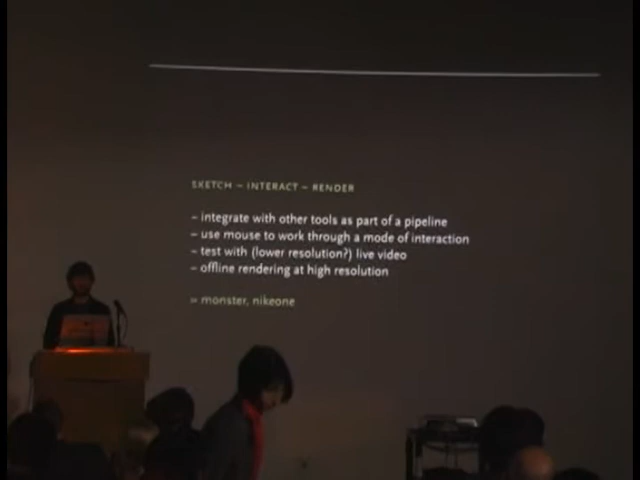 SKETCH – INTERACT – RENDER
– integrate with other tools as part of a pipeline
– use mouse to work through a mode of interaction
– test with (lower resolution?) live video
– offline rendering at high resolution
» monster, nikeone